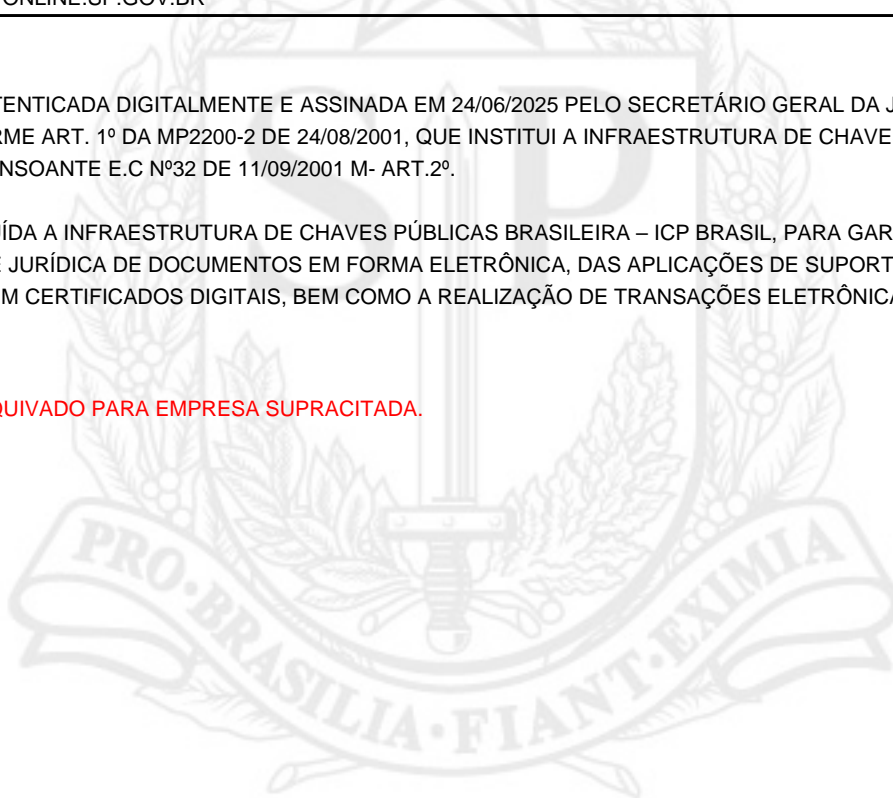 ONLINE.SP.GOV.BR
TENTICADA DIGITALMENTE E ASSINADA EM 24/06/2025 PELO SECRETÁRIO GERAL DA J
RME ART. 1º DA MP2200-2 DE 24/08/2001, QUE INSTITUI A INFRAESTRUTURA DE CHAVE
NSOANTE E.C Nº32 DE 11/09/2001 M- ART.2º.
ÍDA A INFRAESTRUTURA DE CHAVES PÚBLICAS BRASILEIRA – ICP BRASIL, PARA GAR
E JURÍDICA DE DOCUMENTOS EM FORMA ELETRÔNICA, DAS APLICAÇÕES DE SUPORT
M CERTIFICADOS DIGITAIS, BEM COMO A REALIZAÇÃO DE TRANSAÇÕES ELETRÔNICA
QUIVADO PARA EMPRESA SUPRACITADA.
SP
PRO·BRASILIA·FIANT·EXIMIA